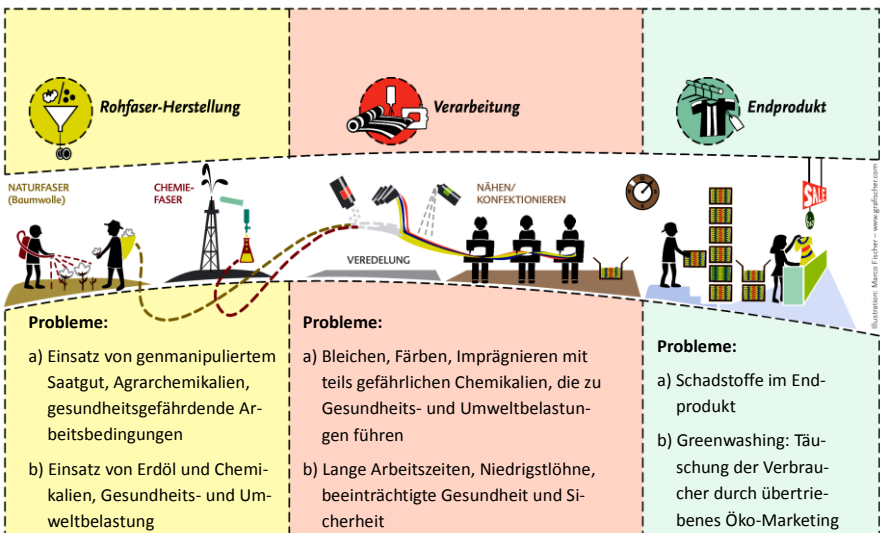 Rohfaser-Herstellung
Verarbeitung
Endprodukt
NATURFASER
(Baumwolle)
CHEMIE-
FASER
VEREDELUNG
NÄHEN/
KONFEKTIONIEREN
SALE
%
Illustration: Marco Fischer – www.grafischer.com
Probleme:
a) Einsatz von genmanipuliertem
Saatgut, Agrarchemikalien,
gesundheitsgefährdende Ar-
beitsbedingungen
b) Einsatz von Erdöl und Chemi-
kalien, Gesundheits- und Um-
weltbelastung
Probleme:
a) Bleichen, Färben, Imprägnieren mit
teils gefährlichen Chemikalien, die zu
Gesundheits- und Umweltbelastun-
gen führen
b) Lange Arbeitszeiten, Niedrigstlöhne,
beeinträchtigte Gesundheit und Si-
cherheit
Probleme:
a) Schadstoffe im End-
produkt
b) Greenwashing: Täu-
schung der Verbrau-
cher durch übertrie-
benes Öko-Marketing